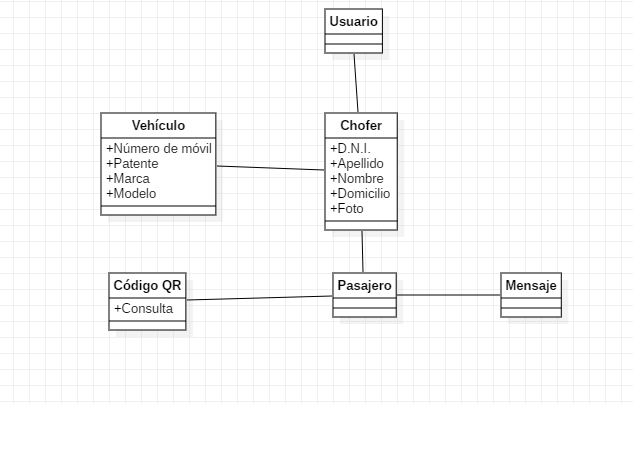 Usuario
Vehículo
+Número de móvil
+Patente
+Marca
+Modelo
Chofer
+D.N.I.
+Apellido
+Nombre
+Domicilio
+Foto
Código QR
+Consulta
Pasajero
Mensaje